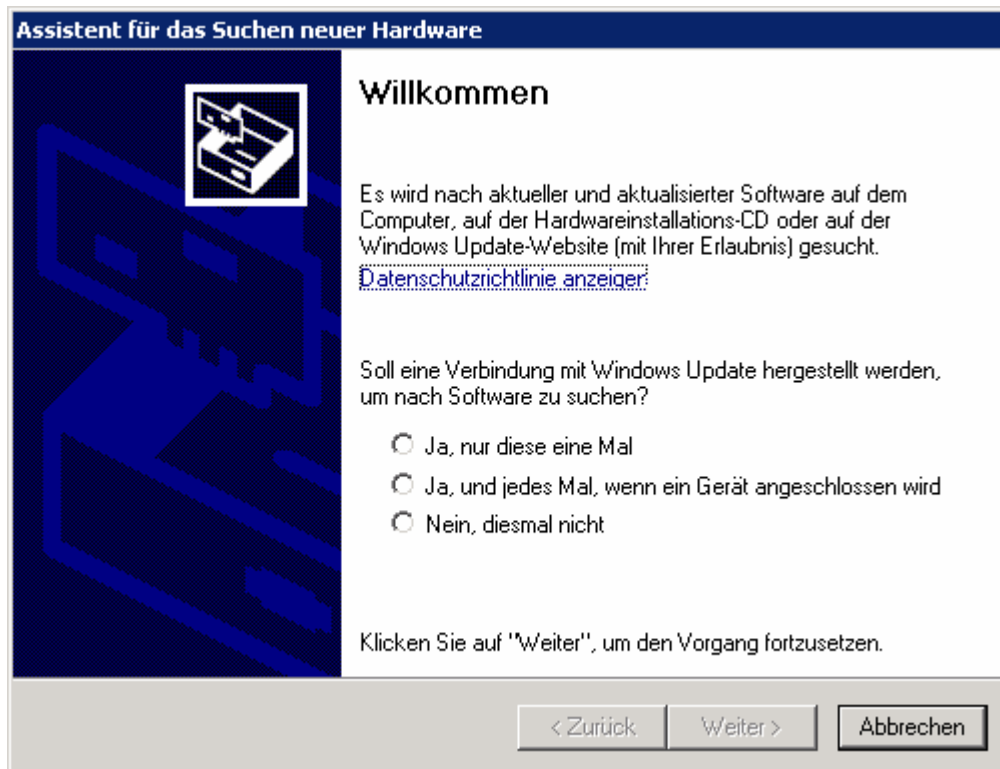 Assistent für das Suchen neuer Hardware
Willkommen
Es wird nach aktueller und aktualisierter Software auf dem
Computer, auf der Hardwareinstallations-CD oder auf der
Windows Update-Website (mit Ihrer Erlaubnis) gesucht.
Datenschutzrichtlinie anzeiger
Soll eine Verbindung mit Windows Update hergestellt werden,
um nach Software zu suchen?
Ja, nur diese eine Mal
Ja, und jedes Mal, wenn ein Gerät angeschlossen wird
Nein, diesmal nicht
Klicken Sie auf "Weiter", um den Vorgang fortzusetzen.
< Zurück Weiter > Abbrechen